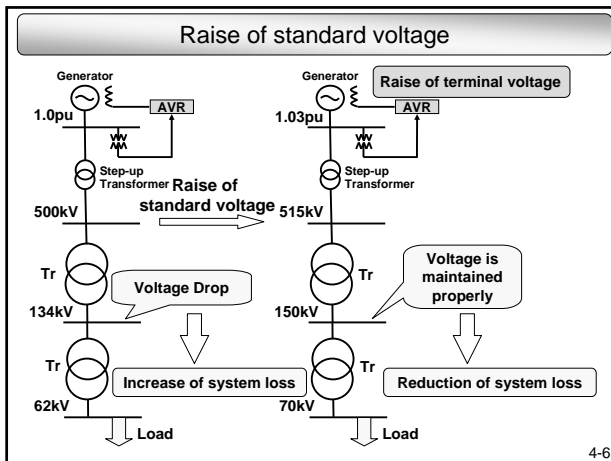 Raise of standard voltage
Generator
AVR
1.0pu
Step-up
Transformer
500kV
Tr
134kV
Tr
62kV
Load
Voltage Drop
Increase of system loss
Raise of
standard voltage
Generator
Raise of terminal voltage
AVR
1.03pu
Step-up
Transformer
515kV
Tr
150kV
Tr
70kV
Load
Voltage is
maintained
properly
Reduction of system loss
4-6